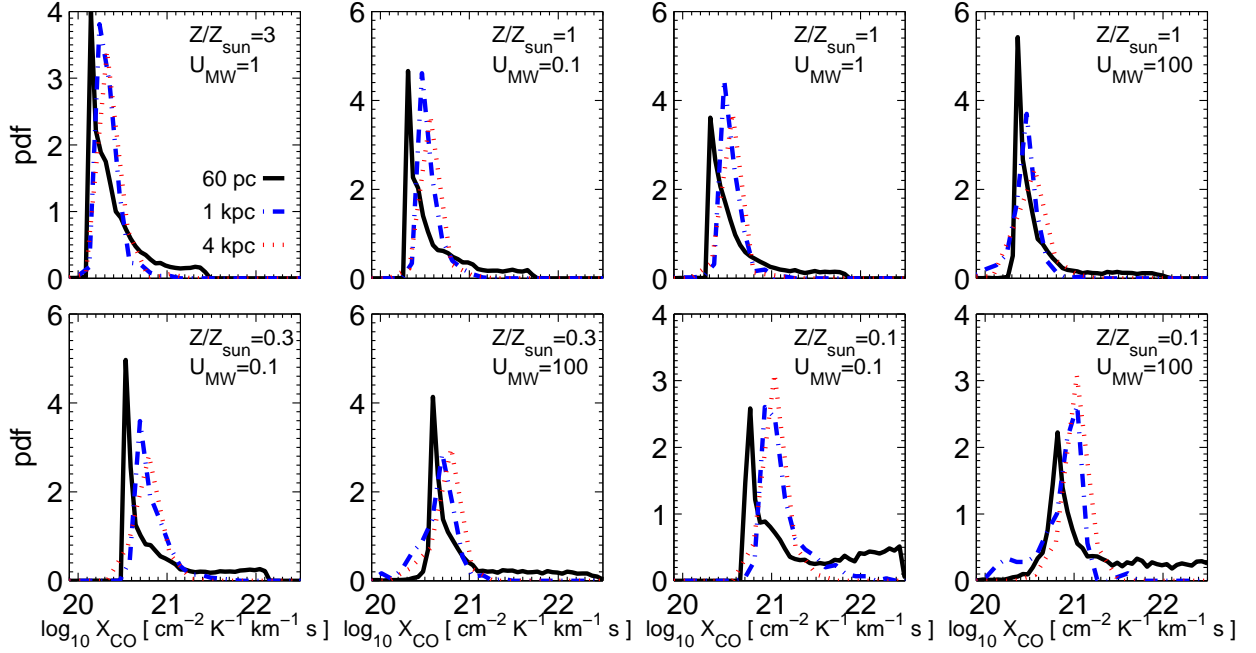 Z/Z_sun=3
U_MW=1
60 pc
1 kpc
4 kpc
pdf
4
3
2
1
0
Z/Z_sun=1
U_MW=0.1
6
4
2
0
Z/Z_sun=1
U_MW=1
6
4
2
0
Z/Z_sun=1
U_MW=100
6
4
2
0
Z/Z_sun=0.3
U_MW=0.1
pdf
6
4
2
0
20 21 22
log10 X_CO [ cm^-2 K^-1 km^-1 s ]
Z/Z_sun=0.3
U_MW=100
6
4
2
0
20 21 22
log10 X_CO [ cm^-2 K^-1 km^-1 s ]
Z/Z_sun=0.1
U_MW=0.1
4
3
2
1
0
20 21 22
log10 X_CO [ cm^-2 K^-1 km^-1 s ]
Z/Z_sun=0.1
U_MW=100
4
3
2
1
0
20 21 22
log10 X_CO [ cm^-2 K^-1 km^-1 s ]